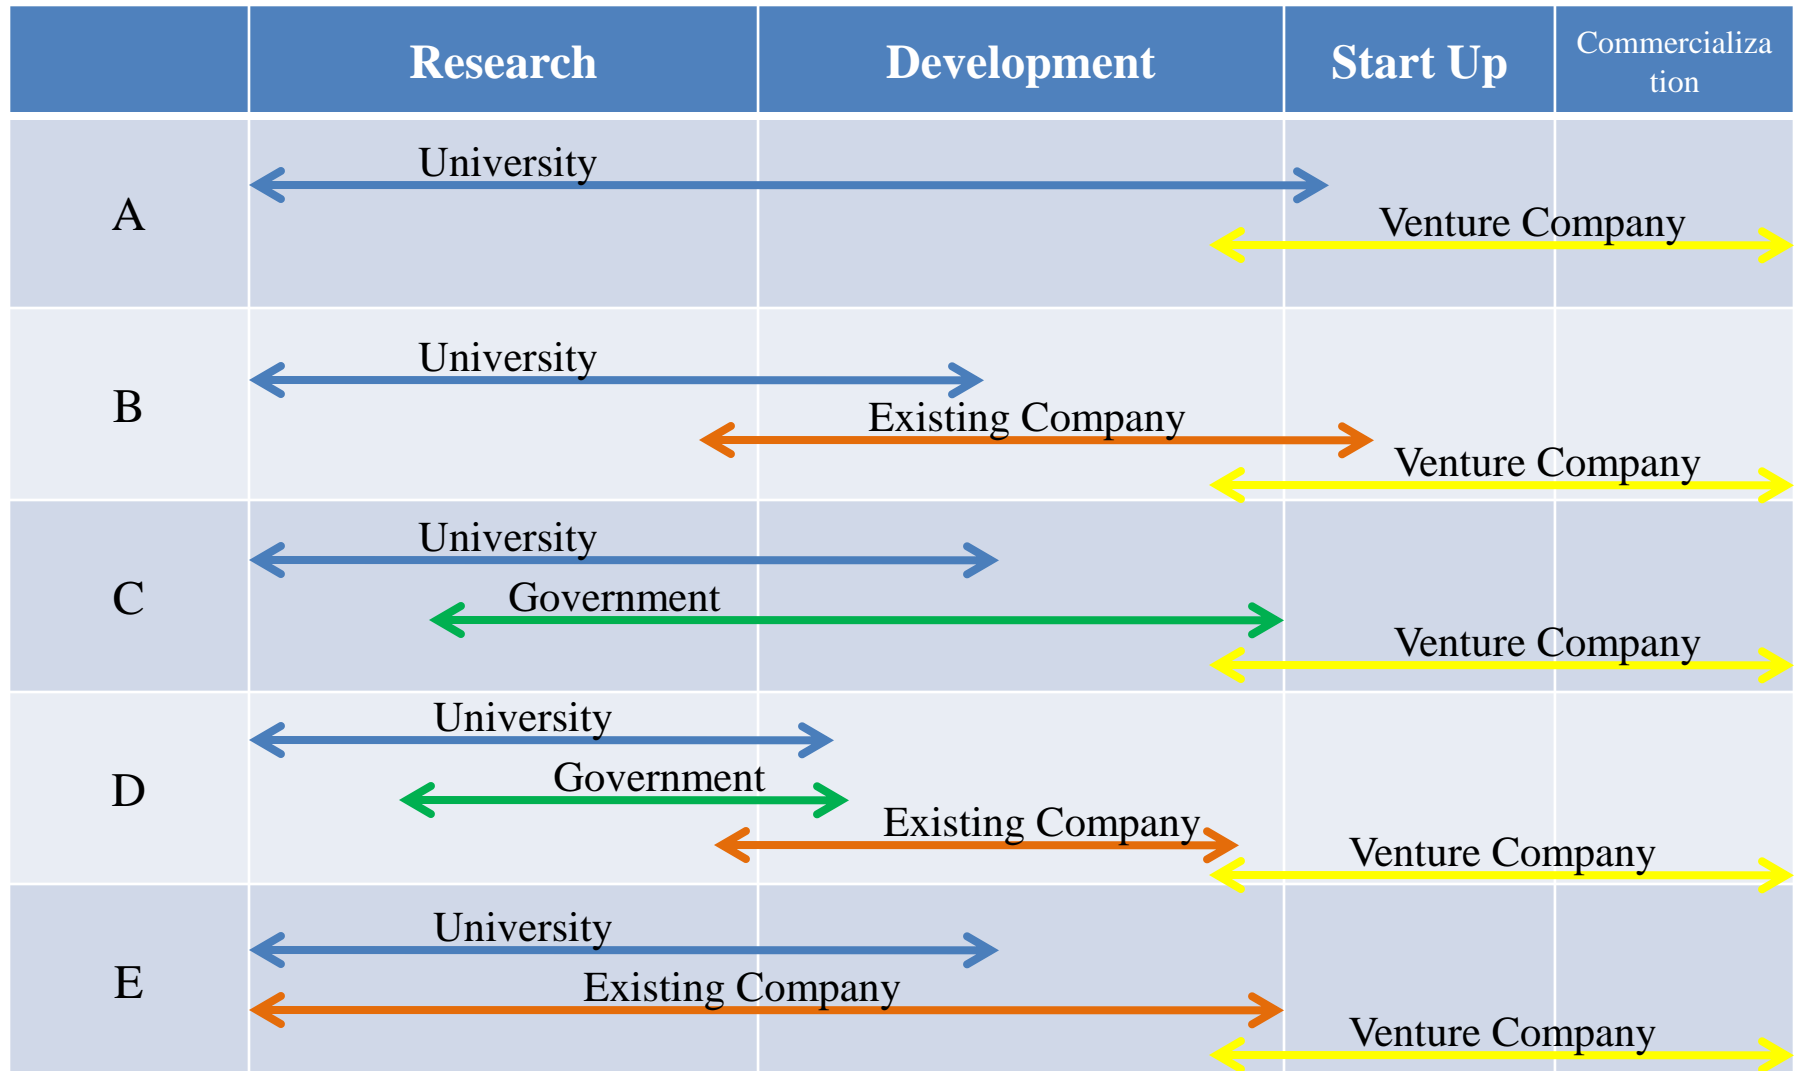 Research
Development
Start Up
Commercializa
tion
A
University
Venture Company
B
University
Existing Company
Venture Company
C
University
Government
Venture Company
D
University
Government
Existing Company
Venture Company
E
University
Existing Company
Venture Company